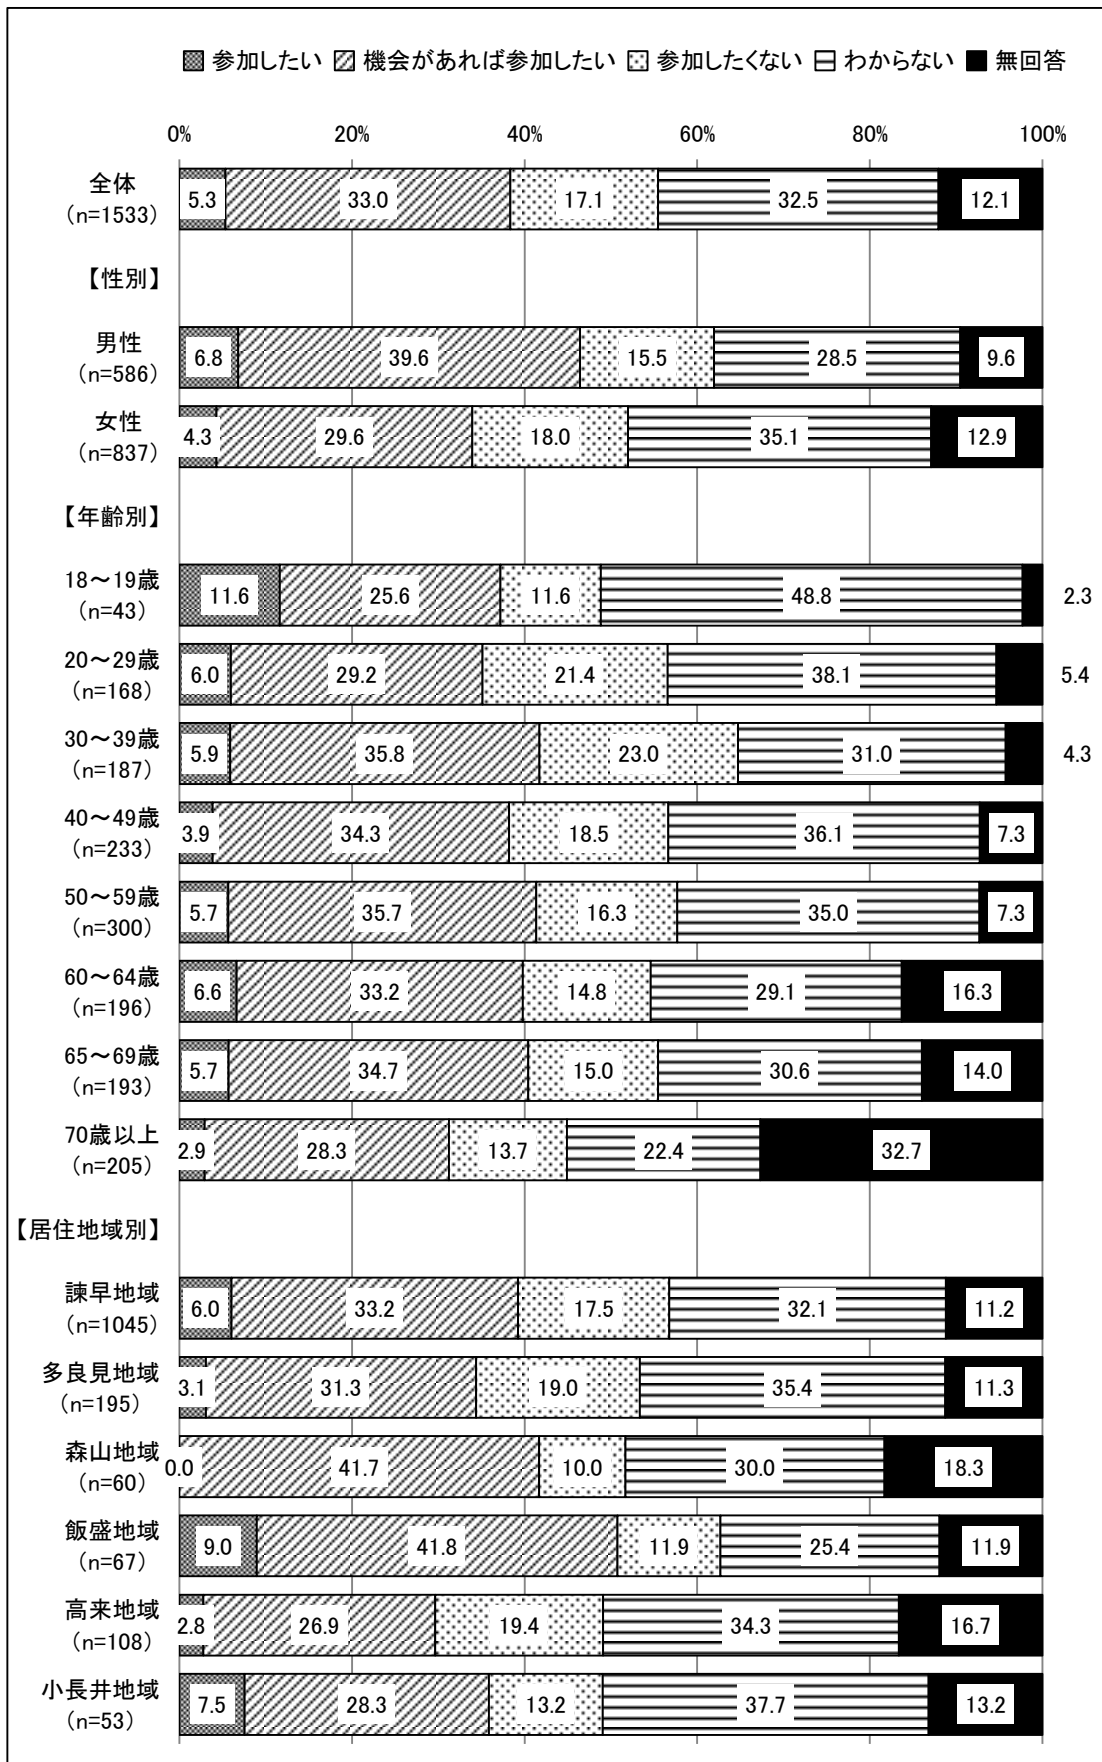 参加したい 機会があれば参加したい 参加したくない わからない 無回答
0% 20% 40% 60% 80% 100%
全体
(n=1533)
5.3 33.0 17.1 32.5 12.1
【性別】
男性
(n=586)
6.8 39.6 15.5 28.5 9.6
女性
(n=837)
4.3 29.6 18.0 35.1 12.9
【年齢別】
18～19歳
(n=43)
11.6 25.6 11.6 48.8 2.3
20～29歳
(n=168)
6.0 29.2 21.4 38.1 5.4
30～39歳
(n=187)
5.9 35.8 23.0 31.0 4.3
40～49歳
(n=233)
3.9 34.3 18.5 36.1 7.3
50～59歳
(n=300)
5.7 35.7 16.3 35.0 7.3
60～64歳
(n=196)
6.6 33.2 14.8 29.1 16.3
65～69歳
(n=193)
5.7 34.7 15.0 30.6 14.0
70歳以上
(n=205)
2.9 28.3 13.7 22.4 32.7
【居住地域別】
諫早地域
(n=1045)
6.0 33.2 17.5 32.1 11.2
多良見地域
(n=195)
3.1 31.3 19.0 35.4 11.3
森山地域
(n=60)
0.0 41.7 10.0 30.0 18.3
飯盛地域
(n=67)
9.0 41.8 11.9 25.4 11.9
高来地域
(n=108)
2.8 26.9 19.4 34.3 16.7
小長井地域
(n=53)
7.5 28.3 13.2 37.7 13.2